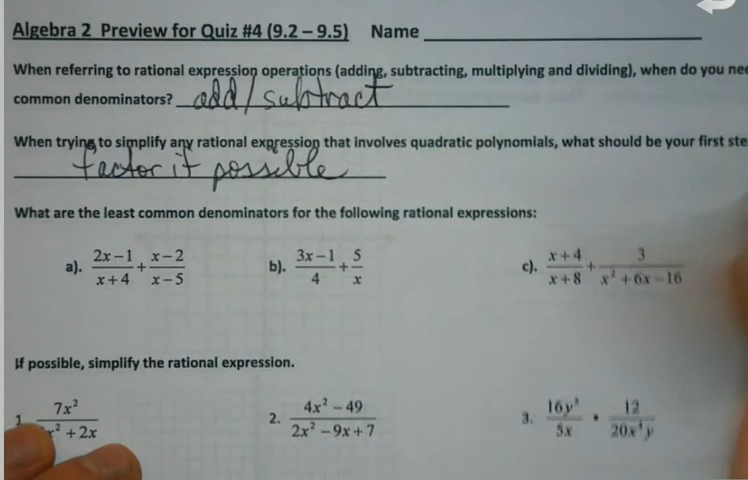 Algebra 2 Preview for Quiz #4 (9.2 – 9.5) Name
When referring to rational expression operations (adding, subtracting, multiplying and dividing), when do you nee
common denominators? add/subtract
When trying to simplify any rational expression that involves quadratic polynomials, what should be your first ste
factor if possible
What are the least common denominators for the following rational expressions:
a). (2x−1)/(x+4) + (x−2)/(x−5) b). (3x−1)/4 + 5/x c). (x+4)/(x+8) + 3/(x²+6x−16)
If possible, simplify the rational expression.
1. 7x²/(x²+2x) 2. (4x²−49)/(2x²−9x+7) 3. 16y³/5x • 12/20x⁴y